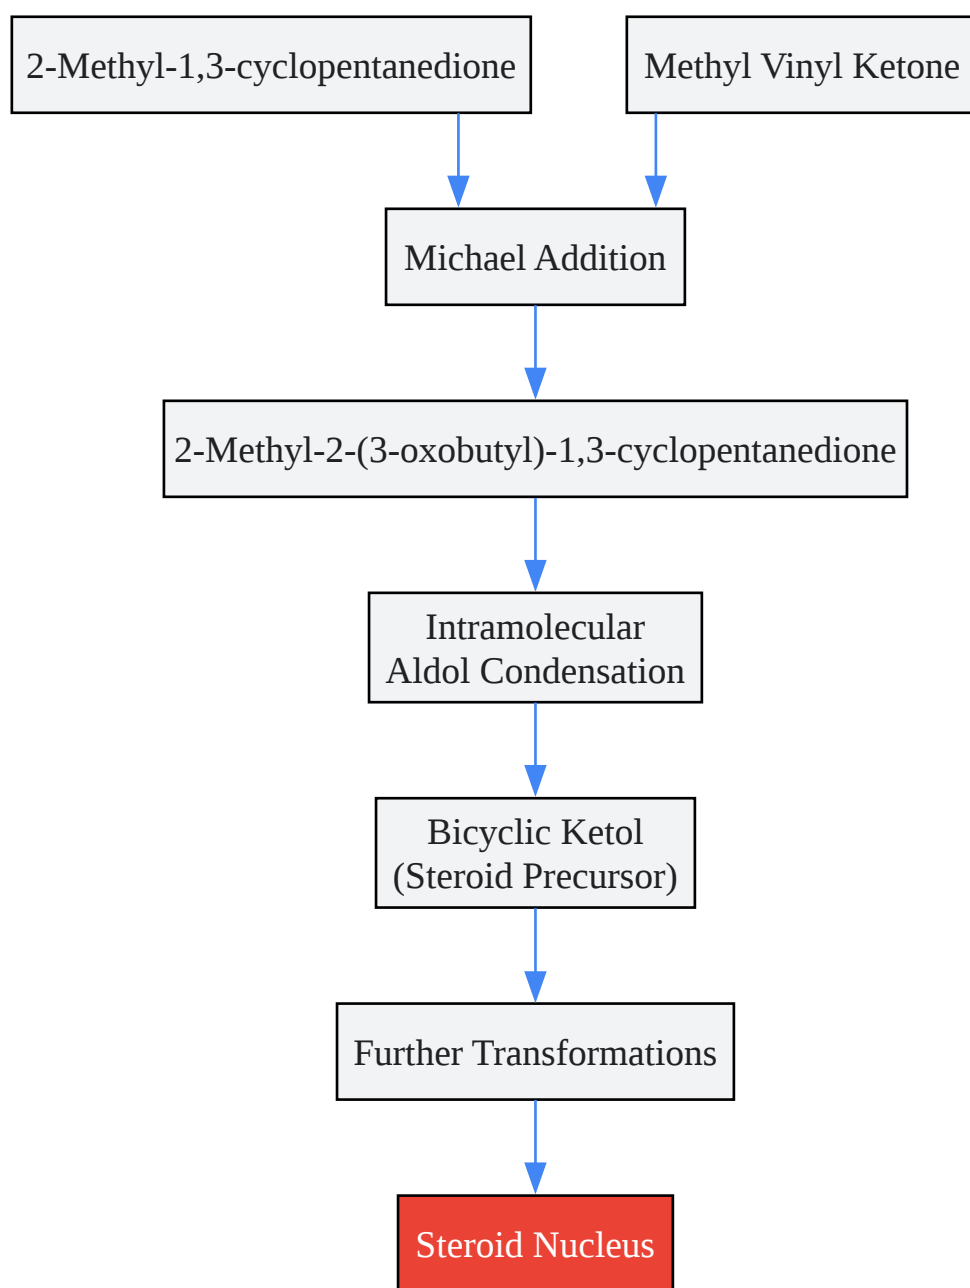 2-Methyl-1,3-cyclopentanedione
Methyl Vinyl Ketone
Michael Addition
2-Methyl-2-(3-oxobutyl)-1,3-cyclopentanedione
Intramolecular
Aldol Condensation
Bicyclic Ketol
(Steroid Precursor)
Further Transformations
Steroid Nucleus